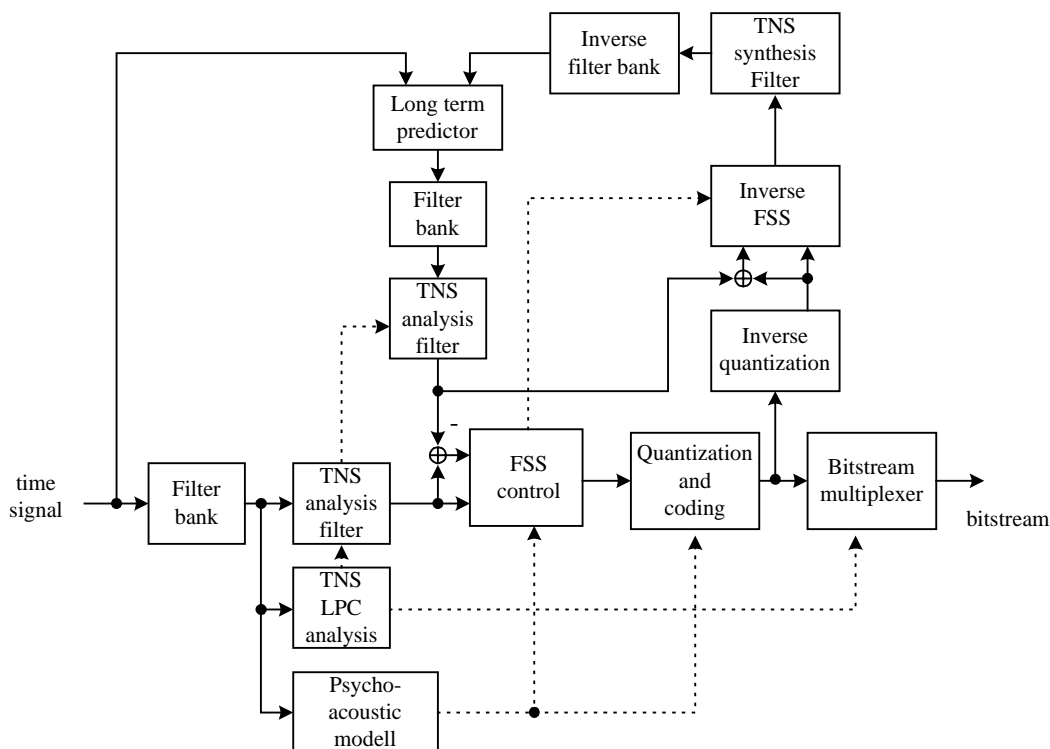 Inverse
filter bank
TNS
synthesis
Filter
Long term
predictor
Filter
bank
Inverse
FSS
TNS
analysis
filter
Inverse
quantization
-
time
signal
Filter
bank
TNS
analysis
filter
FSS
control
Quantization
and
coding
Bitstream
multiplexer
bitstream
TNS
LPC
analysis
Psycho-
acoustic
modell